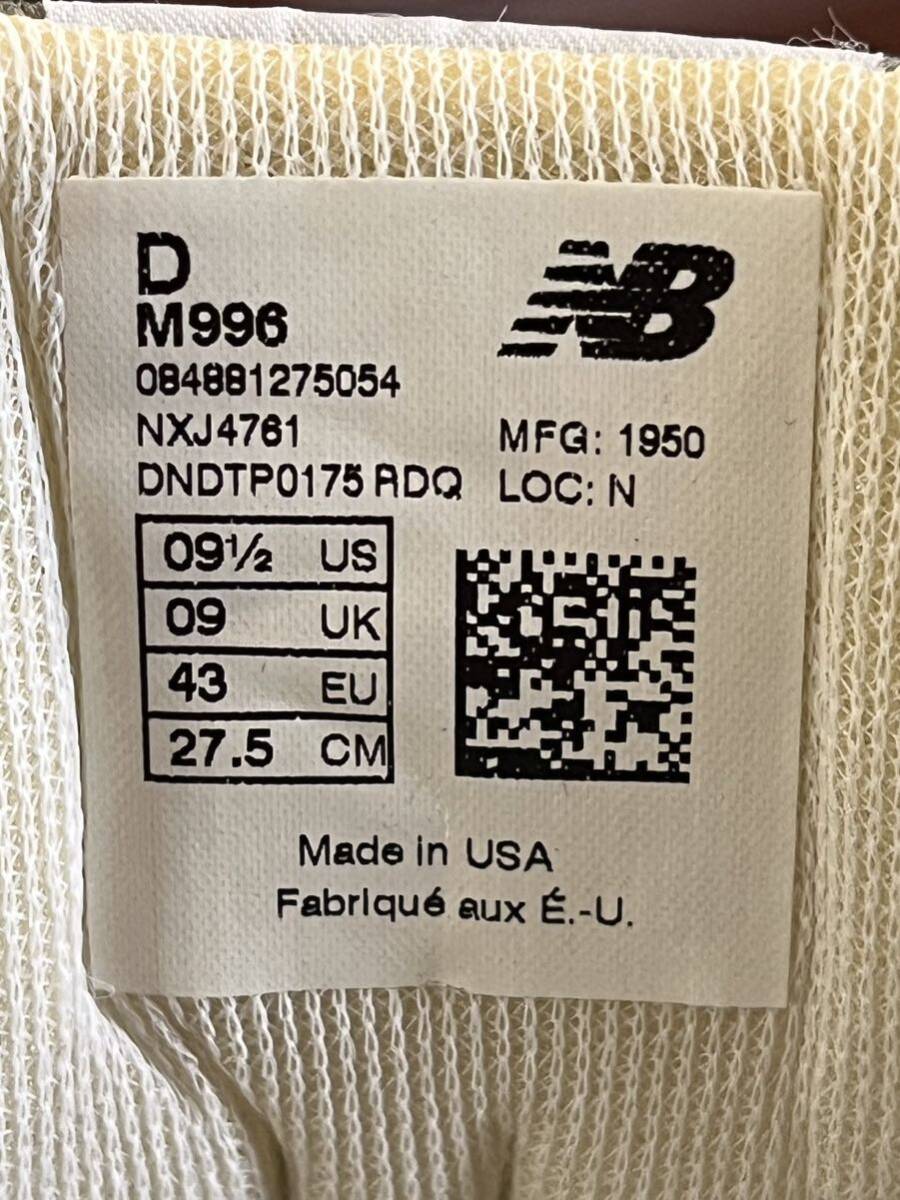 D
M996
084881275054
NXJ4761
DNDTP0175 RDQ
NB
MFG: 1950
LOC: N
09½ US
09 UK
43 EU
27.5 CM
Made in USA
Fabriqué aux É.-U.